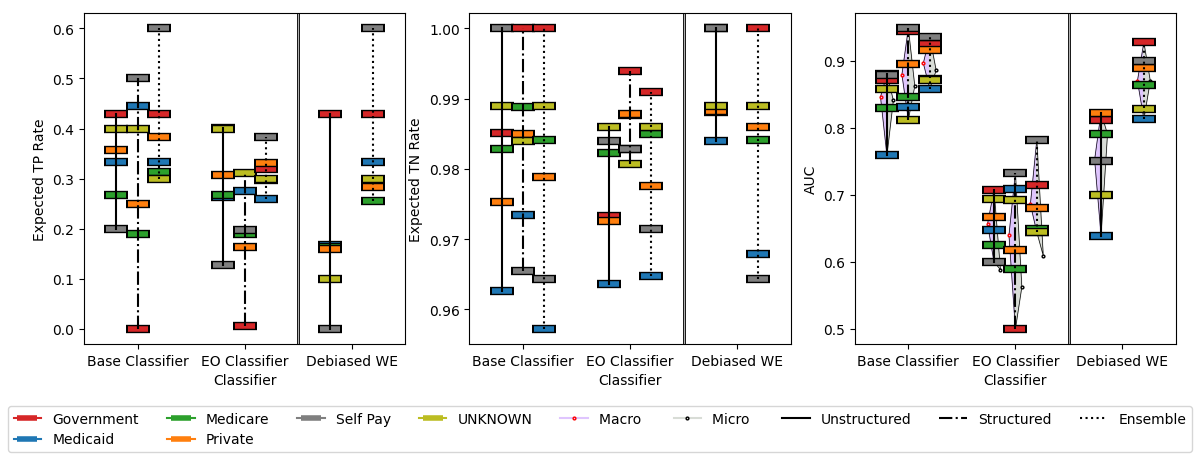 Expected TP Rate
0.6
0.5
0.4
0.3
0.2
0.1
0.0
Base Classifier EO Classifier Debiased WE
Classifier
Expected TN Rate
1.00
0.99
0.98
0.97
0.96
Base Classifier EO Classifier Debiased WE
Classifier
AUC
0.9
0.8
0.7
0.6
0.5
Base Classifier EO Classifier Debiased WE
Classifier
Government Medicare Self Pay UNKNOWN Macro Micro Unstructured Structured Ensemble
Medicaid Private